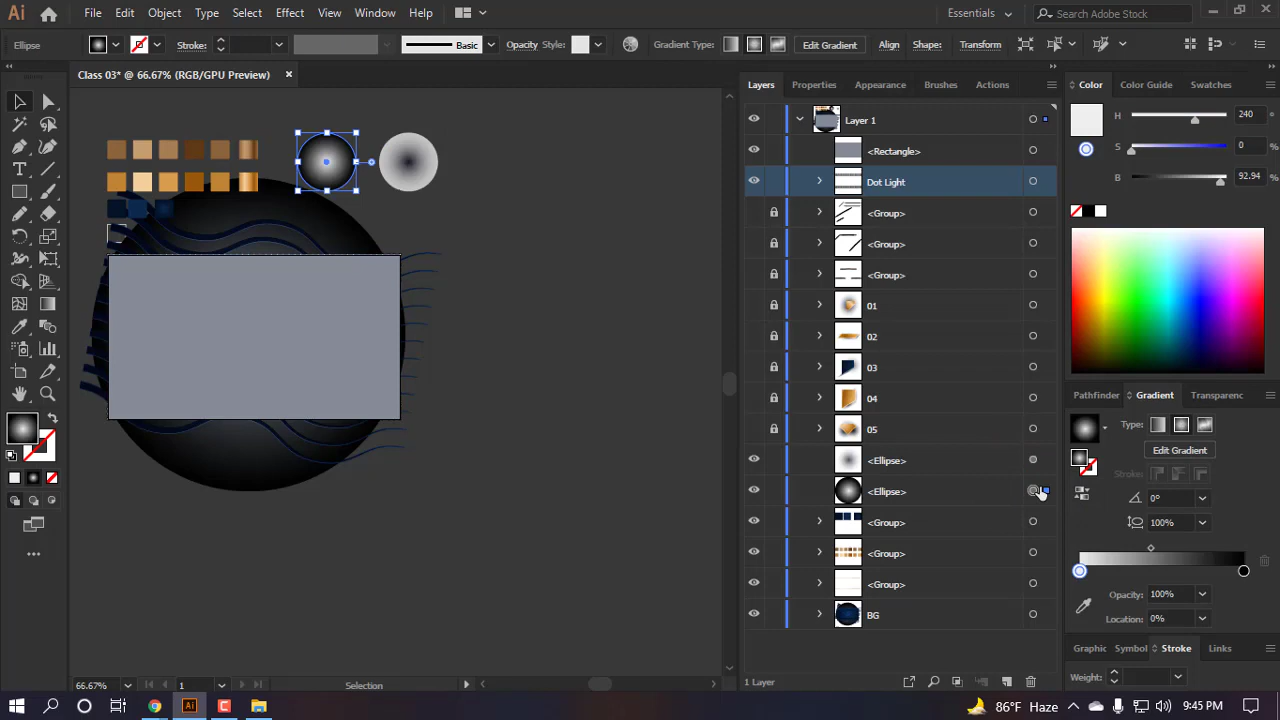 Ai File Edit Object Type Select Effect View Window Help Essentials Search Adobe Stock
Ellipse Stroke: Basic Opacity Style: Gradient Type: Edit Gradient Align Shape: Transform
Class 03* @ 66.67% (RGB/GPU Preview)
Layers Properties Appearance Brushes Actions
Layer 1
<Rectangle>
Dot Light
<Group>
<Group>
<Group>
01
02
03
04
05
<Ellipse>
<Ellipse>
<Group>
<Group>
<Group>
BG
1 Layer
Color Color Guide Swatches
H 240 °
S 0 %
B 92.94 %
Pathfinder Gradient Transparenc
Type:
Edit Gradient
Stroke:
0°
100%
Opacity: 100%
Location: 0%
Graphic Symbol Stroke Links
Weight:
66.67% 1 Selection
Ai 86°F Haze 9:45 PM